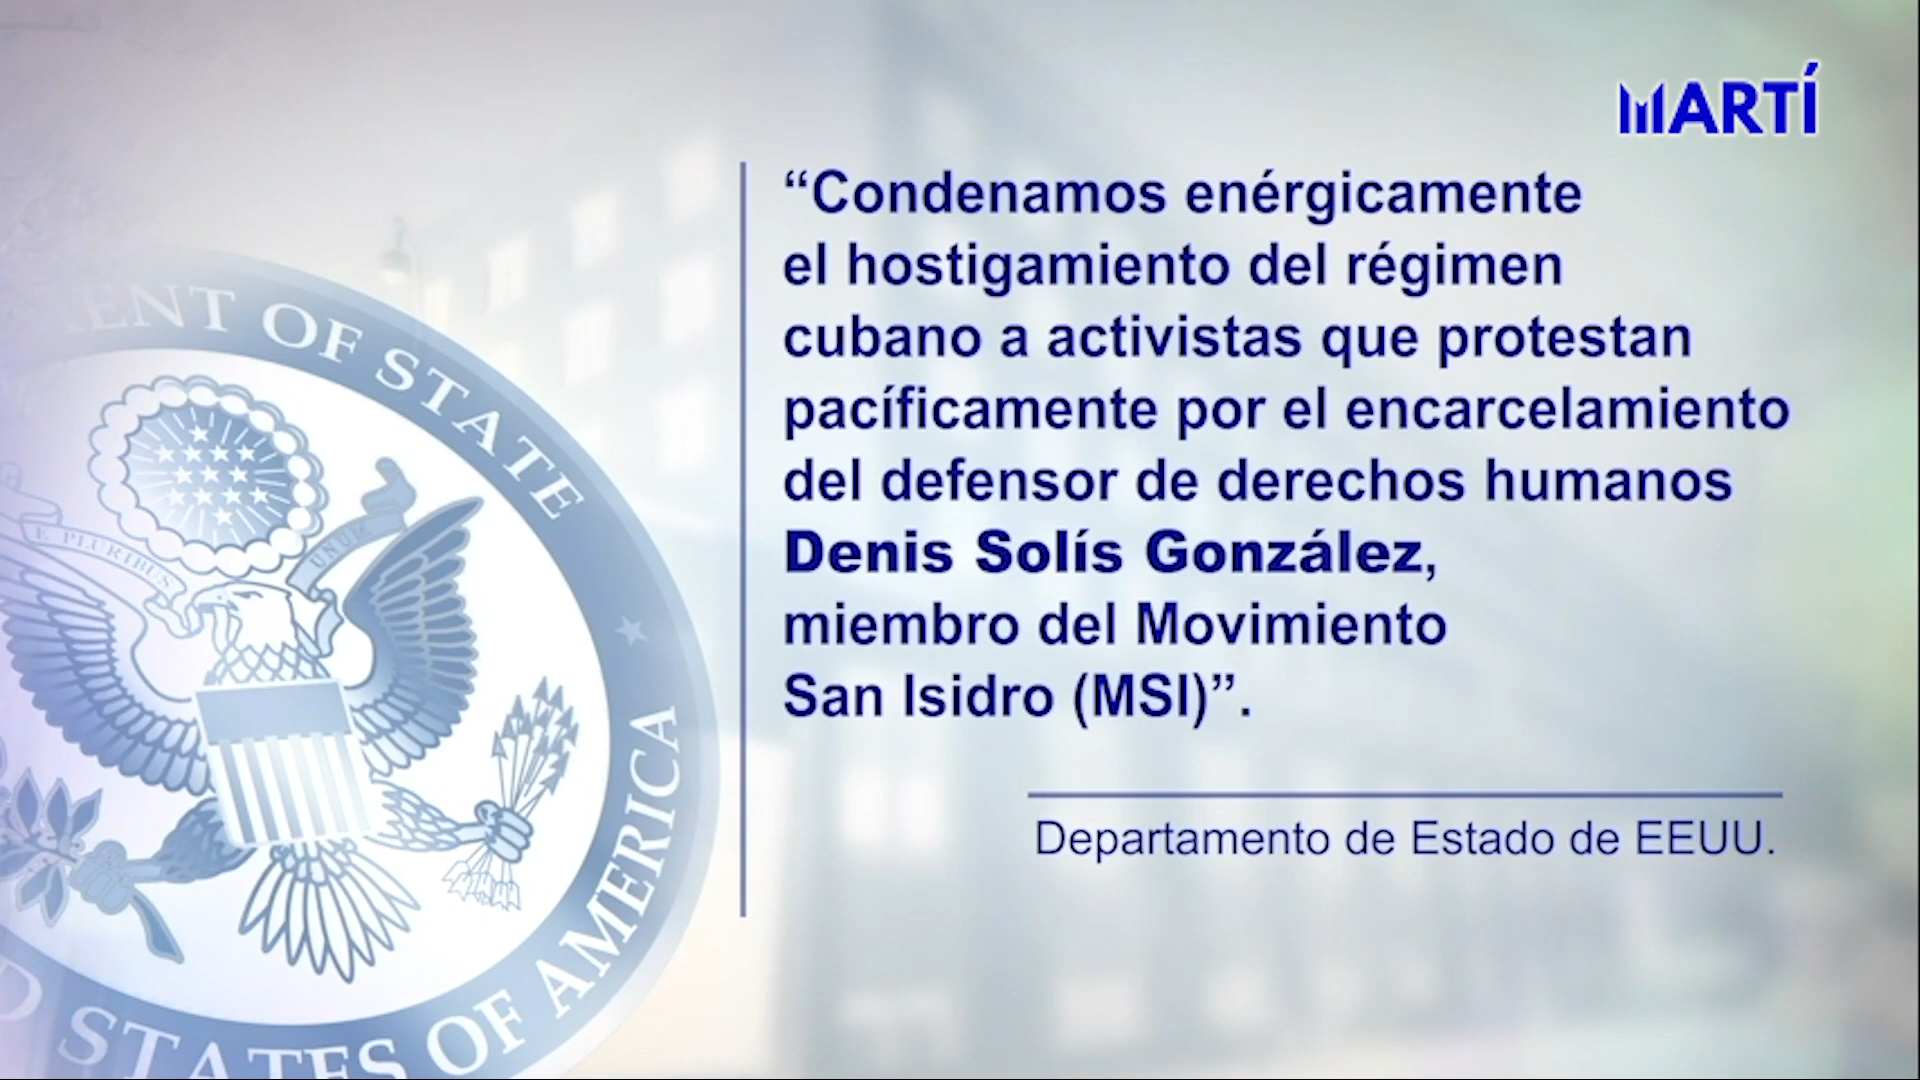 MARTÍ
“Condenamos enérgicamente
el hostigamiento del régimen
cubano a activistas que protestan
pacíficamente por el encarcelamiento
del defensor de derechos humanos
Denis Solís González,
miembro del Movimiento
San Isidro (MSI)”.
Departamento de Estado de EEUU.
ENT OF STATE
E PLURIBUS UNUM
D STATES OF AMERICA